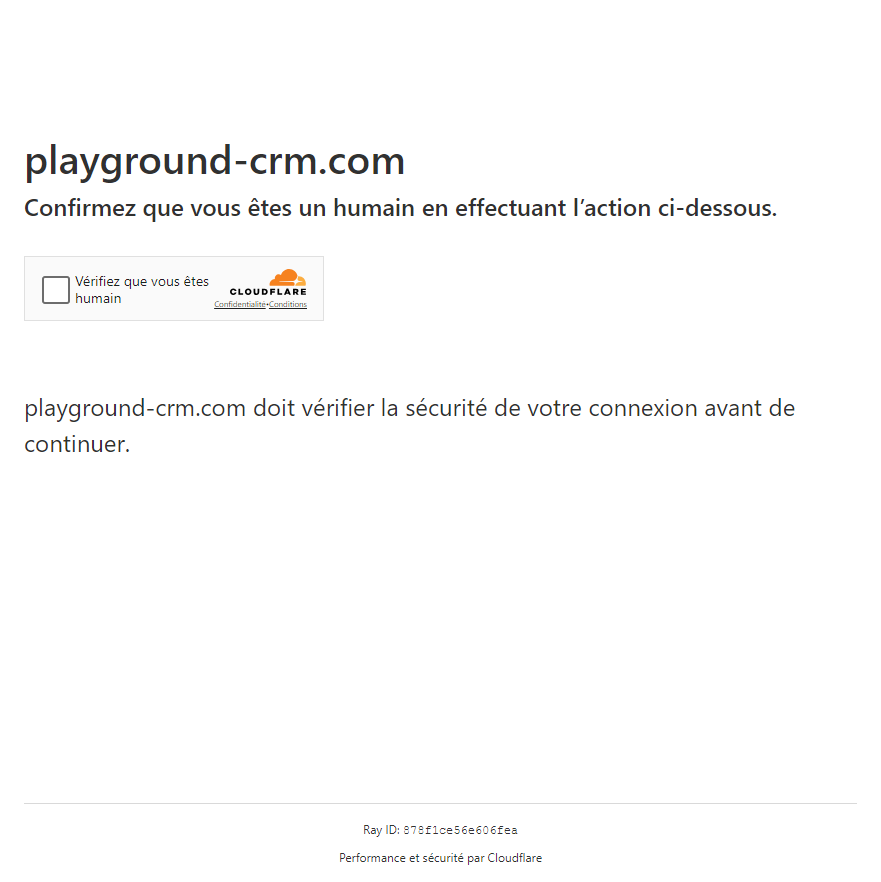 playground-crm.com
Confirmez que vous êtes un humain en effectuant l’action ci-dessous.
Vérifiez que vous êtes
humain
CLOUDFLARE
Confidentialité•Conditions
playground-crm.com doit vérifier la sécurité de votre connexion avant de
continuer.
Ray ID: 878f1ce56e606fea
Performance et sécurité par Cloudflare